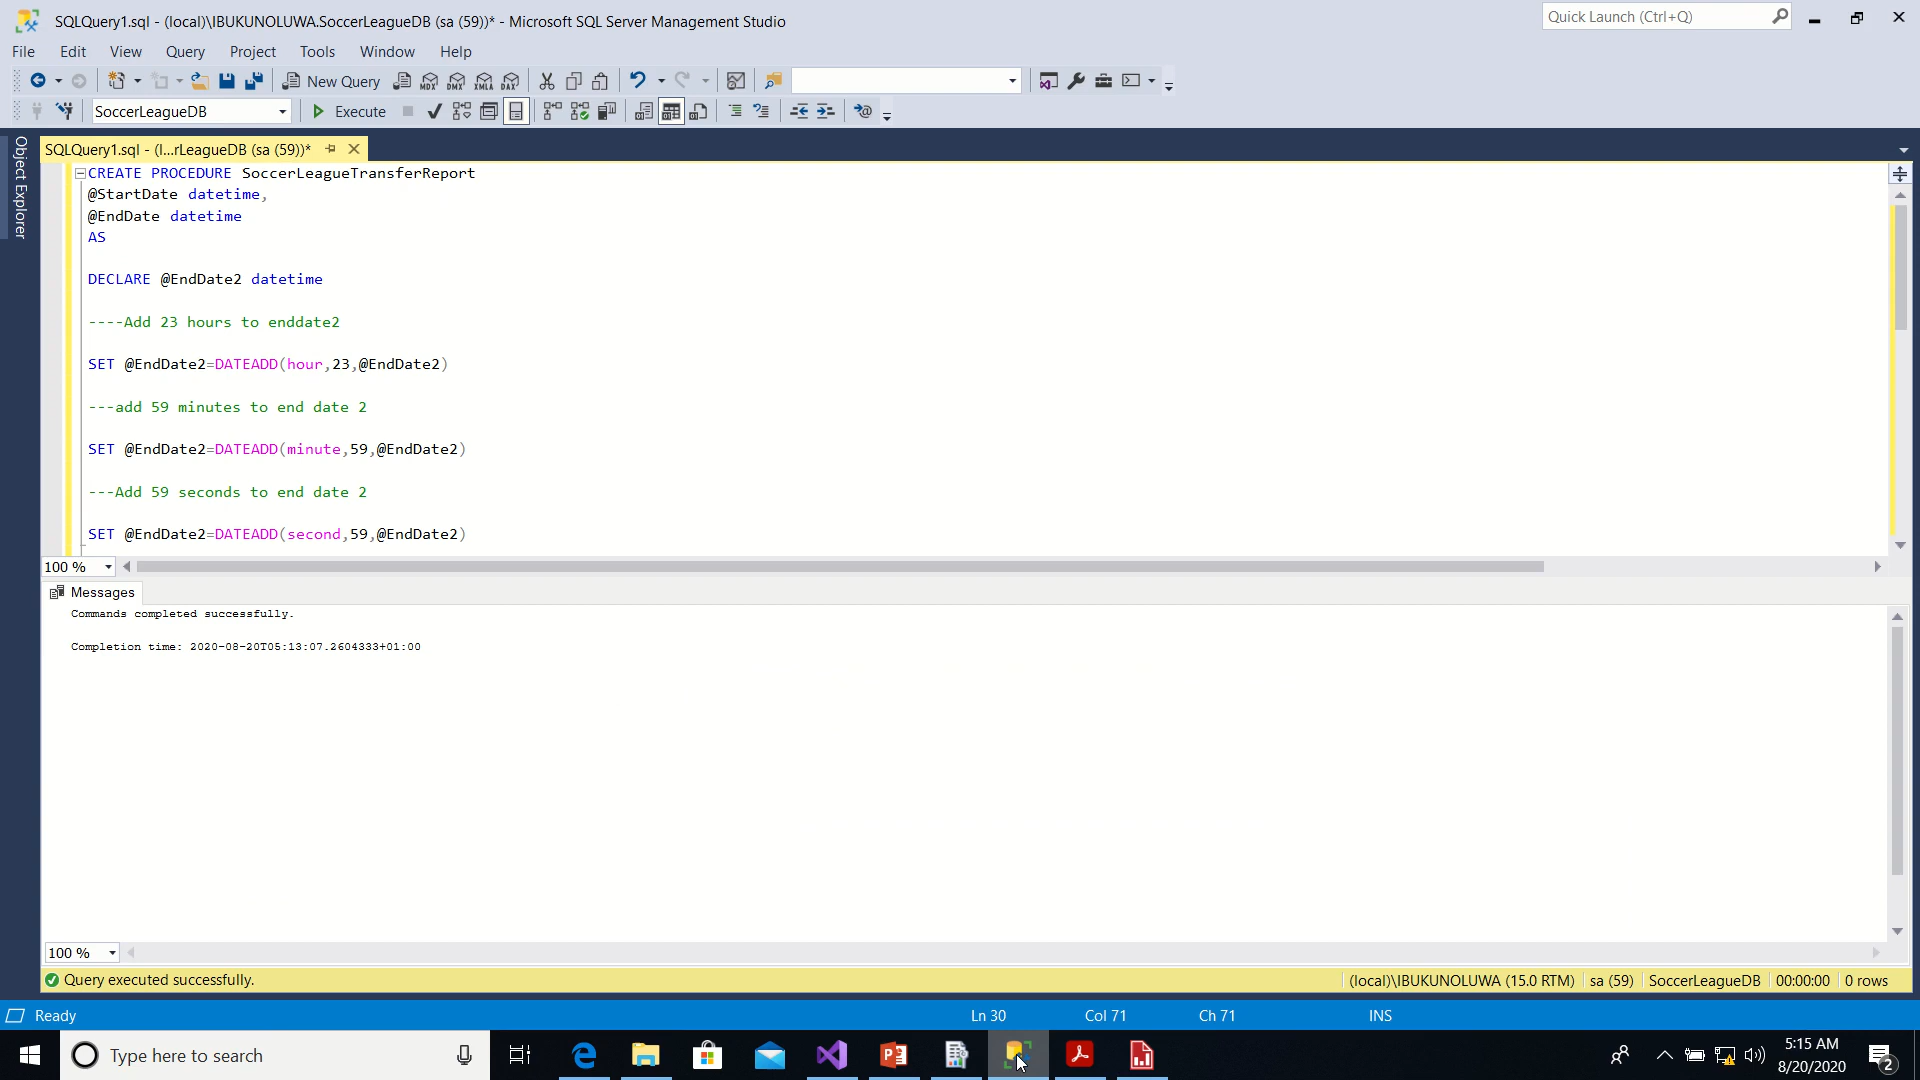 SQLQuery1.sql - (local)\IBUKUNOLUWA.SoccerLeagueDB (sa (59))* - Microsoft SQL Server Management Studio
Quick Launch (Ctrl+Q)
File Edit View Query Project Tools Window Help
New Query MDX DMX XMLA DAX
SoccerLeagueDB Execute
Object Explorer
SQLQuery1.sql - (l...rLeagueDB (sa (59))*
CREATE PROCEDURE SoccerLeagueTransferReport
@StartDate datetime,
@EndDate datetime
AS
DECLARE @EndDate2 datetime
----Add 23 hours to enddate2
SET @EndDate2=DATEADD(hour,23,@EndDate2)
---add 59 minutes to end date 2
SET @EndDate2=DATEADD(minute,59,@EndDate2)
---Add 59 seconds to end date 2
SET @EndDate2=DATEADD(second,59,@EndDate2)
100 %
Messages
Commands completed successfully.
Completion time: 2020-08-20T05:13:07.2604333+01:00
100 %
Query executed successfully. (local)\IBUKUNOLUWA (15.0 RTM) sa (59) SoccerLeagueDB 00:00:00 0 rows
Ready Ln 30 Col 71 Ch 71 INS
Type here to search
5:15 AM
8/20/2020
2